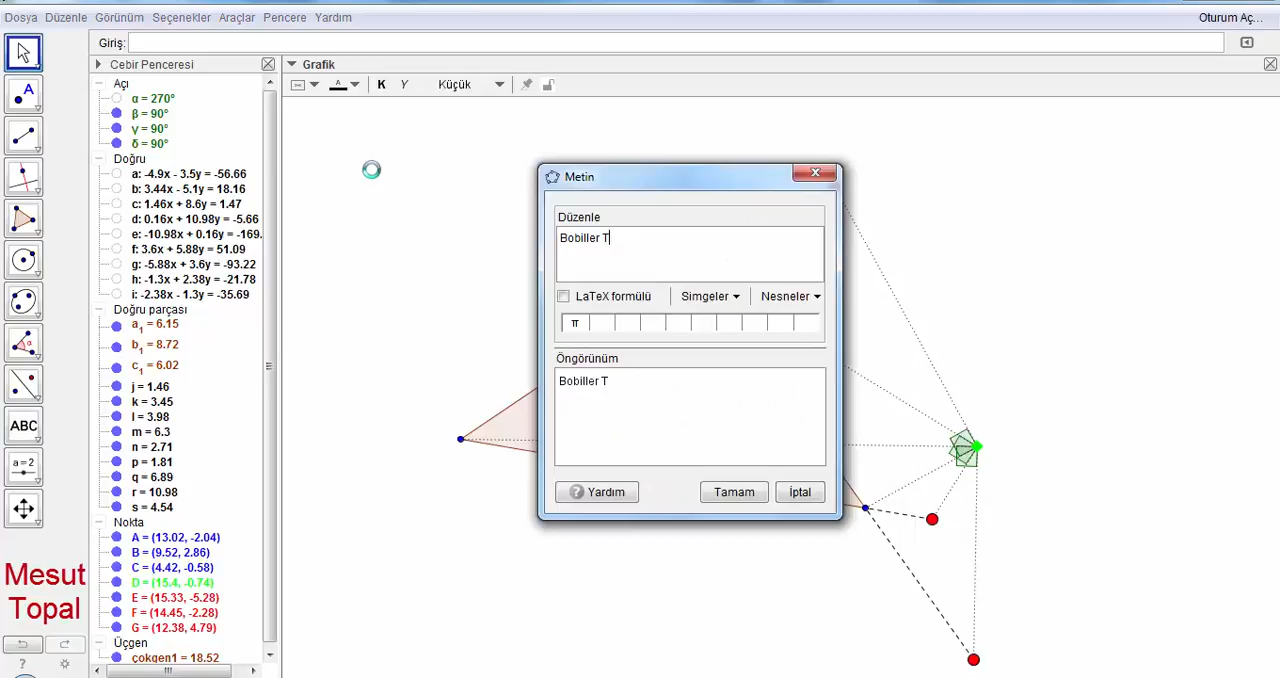 Dosya Düzenle Görünüm Seçenekler Araçlar Pencere Yardım
Oturum Aç...
Giriş:
Cebir Penceresi
Grafik
K Y Küçük
Açı
α = 270°
β = 90°
γ = 90°
δ = 90°
Doğru
a: -4.9x - 3.5y = -56.66
b: 3.44x - 5.1y = 18.16
c: 1.46x + 8.6y = 1.47
d: 0.16x + 10.98y = -5.66
e: -10.98x + 0.16y = -169.
f: 3.6x + 5.88y = 51.09
g: -5.88x + 3.6y = -93.22
h: -1.3x + 2.38y = -21.78
i: -2.38x - 1.3y = -35.69
Doğru parçası
a1 = 6.15
b1 = 8.72
c1 = 6.02
j = 1.46
k = 3.45
l = 3.98
m = 6.3
n = 2.71
p = 1.81
q = 6.89
r = 10.98
s = 4.54
Nokta
A = (13.02, -2.04)
B = (9.52, 2.86)
C = (4.42, -0.58)
D = (15.4, -0.74)
E = (15.33, -5.28)
F = (14.45, -2.28)
G = (12.38, 4.79)
Üçgen
çokgen1 = 18.52
A
α
ABC
a=2
Mesut
Topal
?
Metin
Düzenle
Bobiller T
LaTeX formülü Simgeler Nesneler
π
Öngörünüm
Bobiller T
? Yardım Tamam İptal